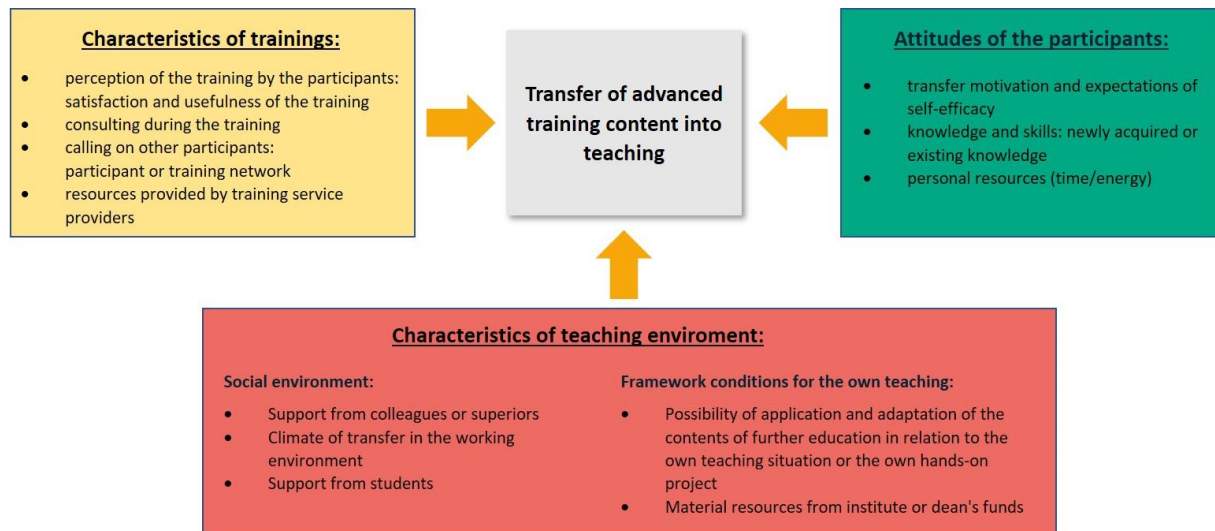 Characteristics of trainings:
• perception of the training by the participants:
satisfaction and usefulness of the training
• consulting during the training
• calling on other participants:
participant or training network
• resources provided by training service
providers
Transfer of advanced
training content into
teaching
Attitudes of the participants:
• transfer motivation and expectations of
self-efficacy
• knowledge and skills: newly acquired or
existing knowledge
• personal resources (time/energy)
Characteristics of teaching enviroment:
Social environment:
• Support from colleagues or superiors
• Climate of transfer in the working
environment
• Support from students
Framework conditions for the own teaching:
• Possibility of application and adaptation of the
contents of further education in relation to the
own teaching situation or the own hands-on
project
• Material resources from institute or dean's funds